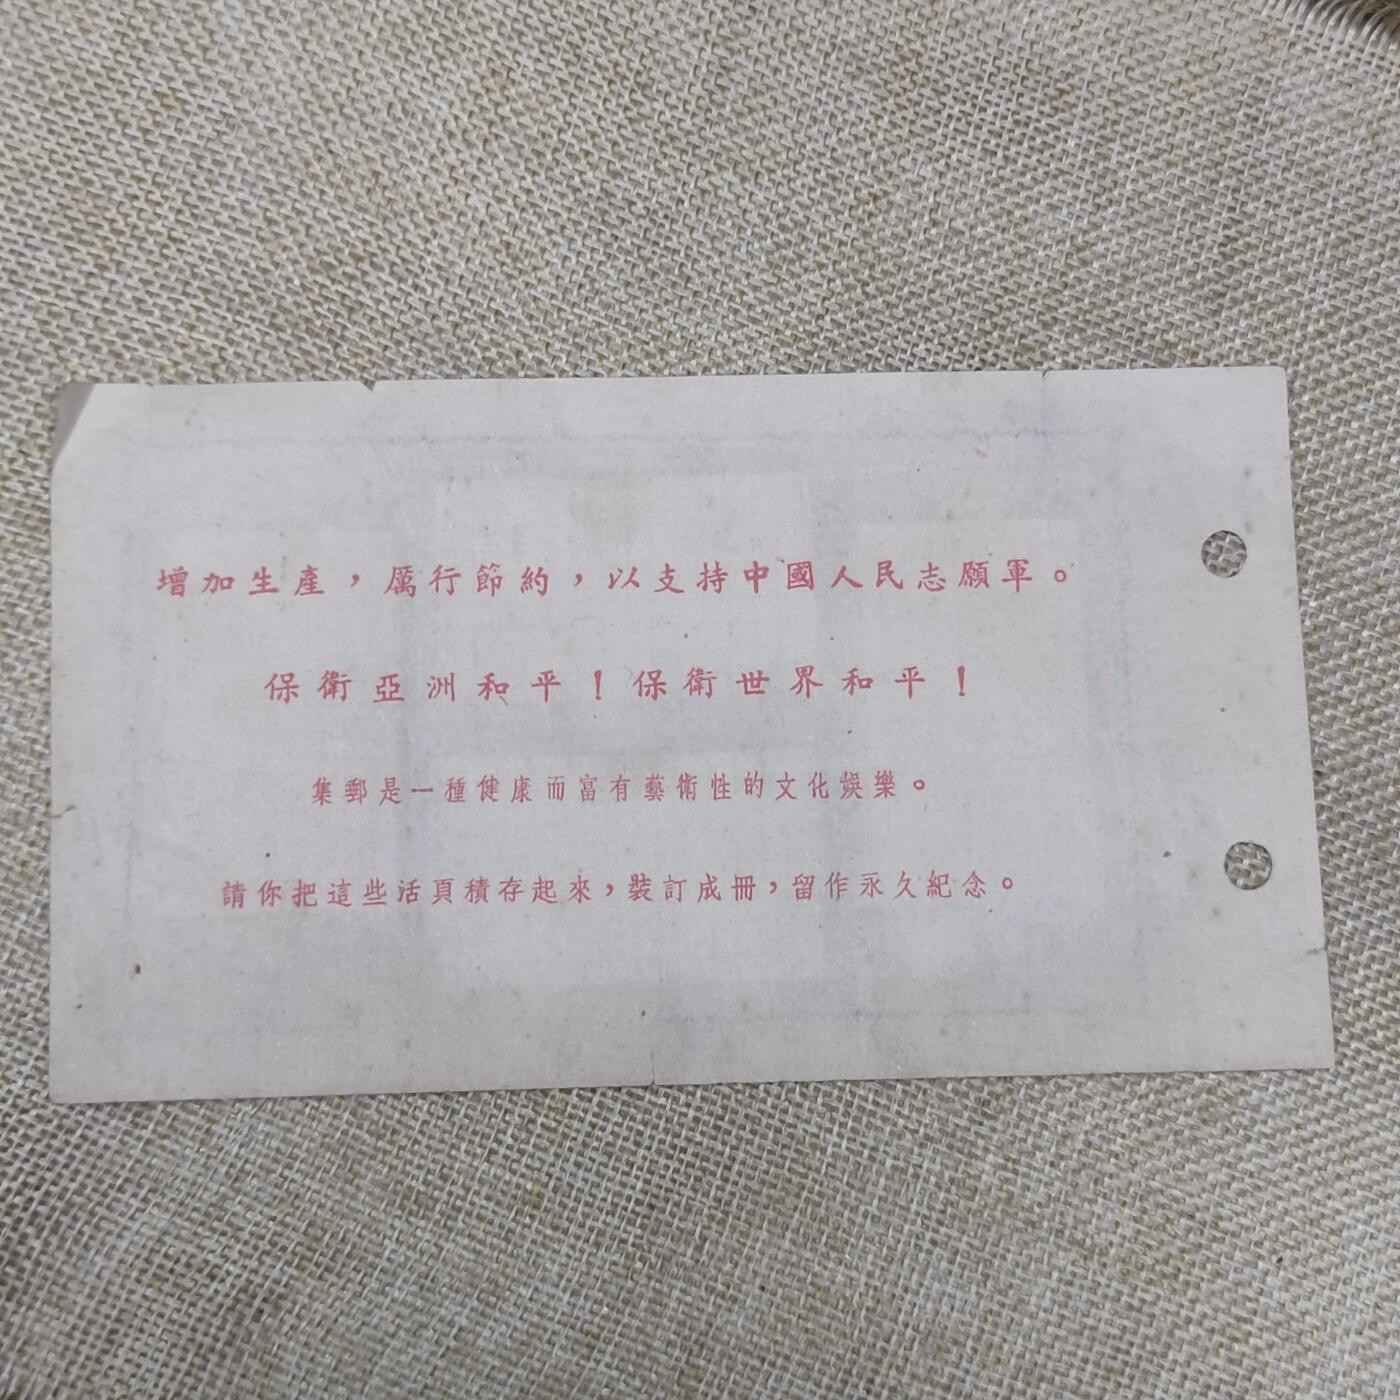 增加生產，厲行節約，以支持中國人民志願軍。
保衛亞洲和平！保衛世界和平！
集郵是一種健康而富有藝術性的文化娛樂。
請你把這些活頁積存起來，裝訂成冊，留作永久紀念。